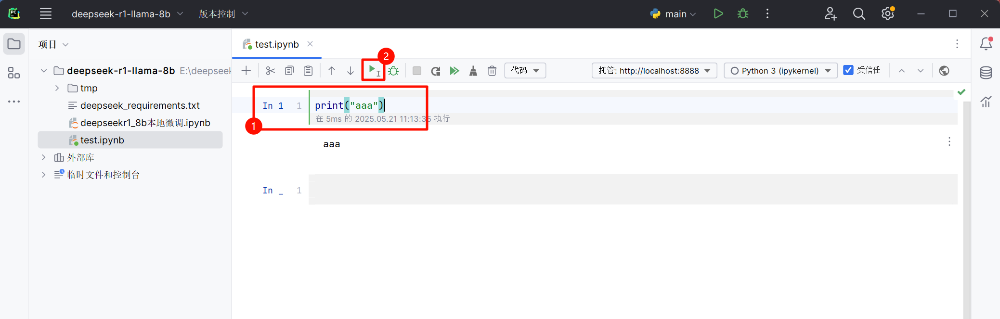 PC
deepseek-r1-llama-8b
版本控制
main
项目
test.ipynb
2
代码
托管: http://localhost:8888
Python 3 (ipykernel)
受信任
deepseek-r1-llama-8b E:\deepseek
tmp
deepseek_requirements.txt
deepseekr1_8b本地微调.ipynb
test.ipynb
外部库
临时文件和控制台
In 1 1 print("aaa")
在 5ms 的 2025.05.21 11:13:35 执行
1
aaa
In _ 1